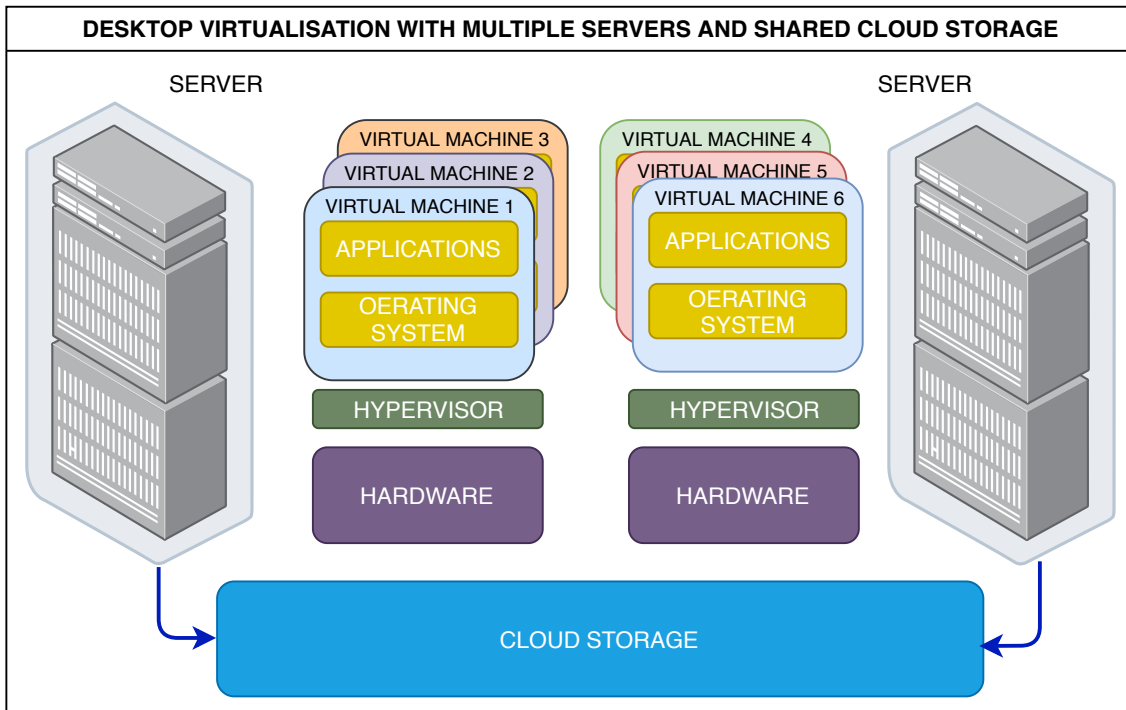 DESKTOP VIRTUALISATION WITH MULTIPLE SERVERS AND SHARED CLOUD STORAGE
SERVER
SERVER
VIRTUAL MACHINE 3
VIRTUAL MACHINE 2
VIRTUAL MACHINE 1
APPLICATIONS
OERATING
SYSTEM
HYPERVISOR
HARDWARE
VIRTUAL MACHINE 4
VIRTUAL MACHINE 5
VIRTUAL MACHINE 6
APPLICATIONS
OERATING
SYSTEM
HYPERVISOR
HARDWARE
CLOUD STORAGE